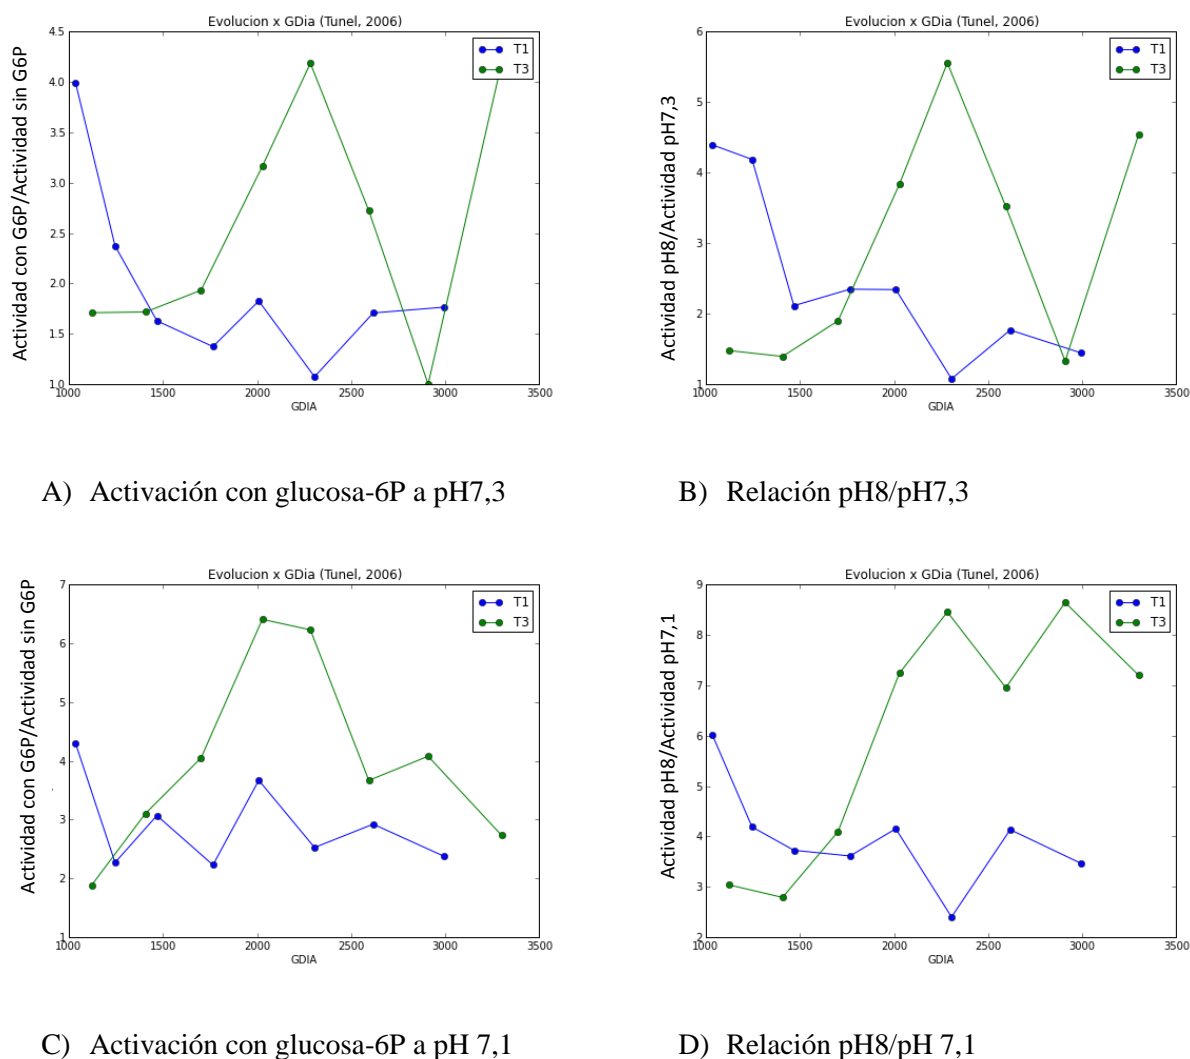 Evolucion x GDia (Tunel, 2006)
Actividad con G6P/Actividad sin G6P
4.5
4.0
3.5
3.0
2.5
2.0
1.5
1.0
1000 1500 2000 2500 3000 3500
GDIA
T1
T3
A) Activación con glucosa-6P a pH7,3
Evolucion x GDia (Tunel, 2006)
Actividad pH8/Actividad pH7,3
6
5
4
3
2
1
1000 1500 2000 2500 3000 3500
GDIA
T1
T3
B) Relación pH8/pH7,3
Evolucion x GDia (Tunel, 2006)
Actividad con G6P/Actividad sin G6P
7
6
5
4
3
2
1
1000 1500 2000 2500 3000 3500
GDIA
T1
T3
C) Activación con glucosa-6P a pH 7,1
Evolucion x GDia (Tunel, 2006)
Actividad pH8/Actividad pH7,1
9
8
7
6
5
4
3
2
1000 1500 2000 2500 3000 3500
GDIA
T1
T3
D) Relación pH8/pH 7,1